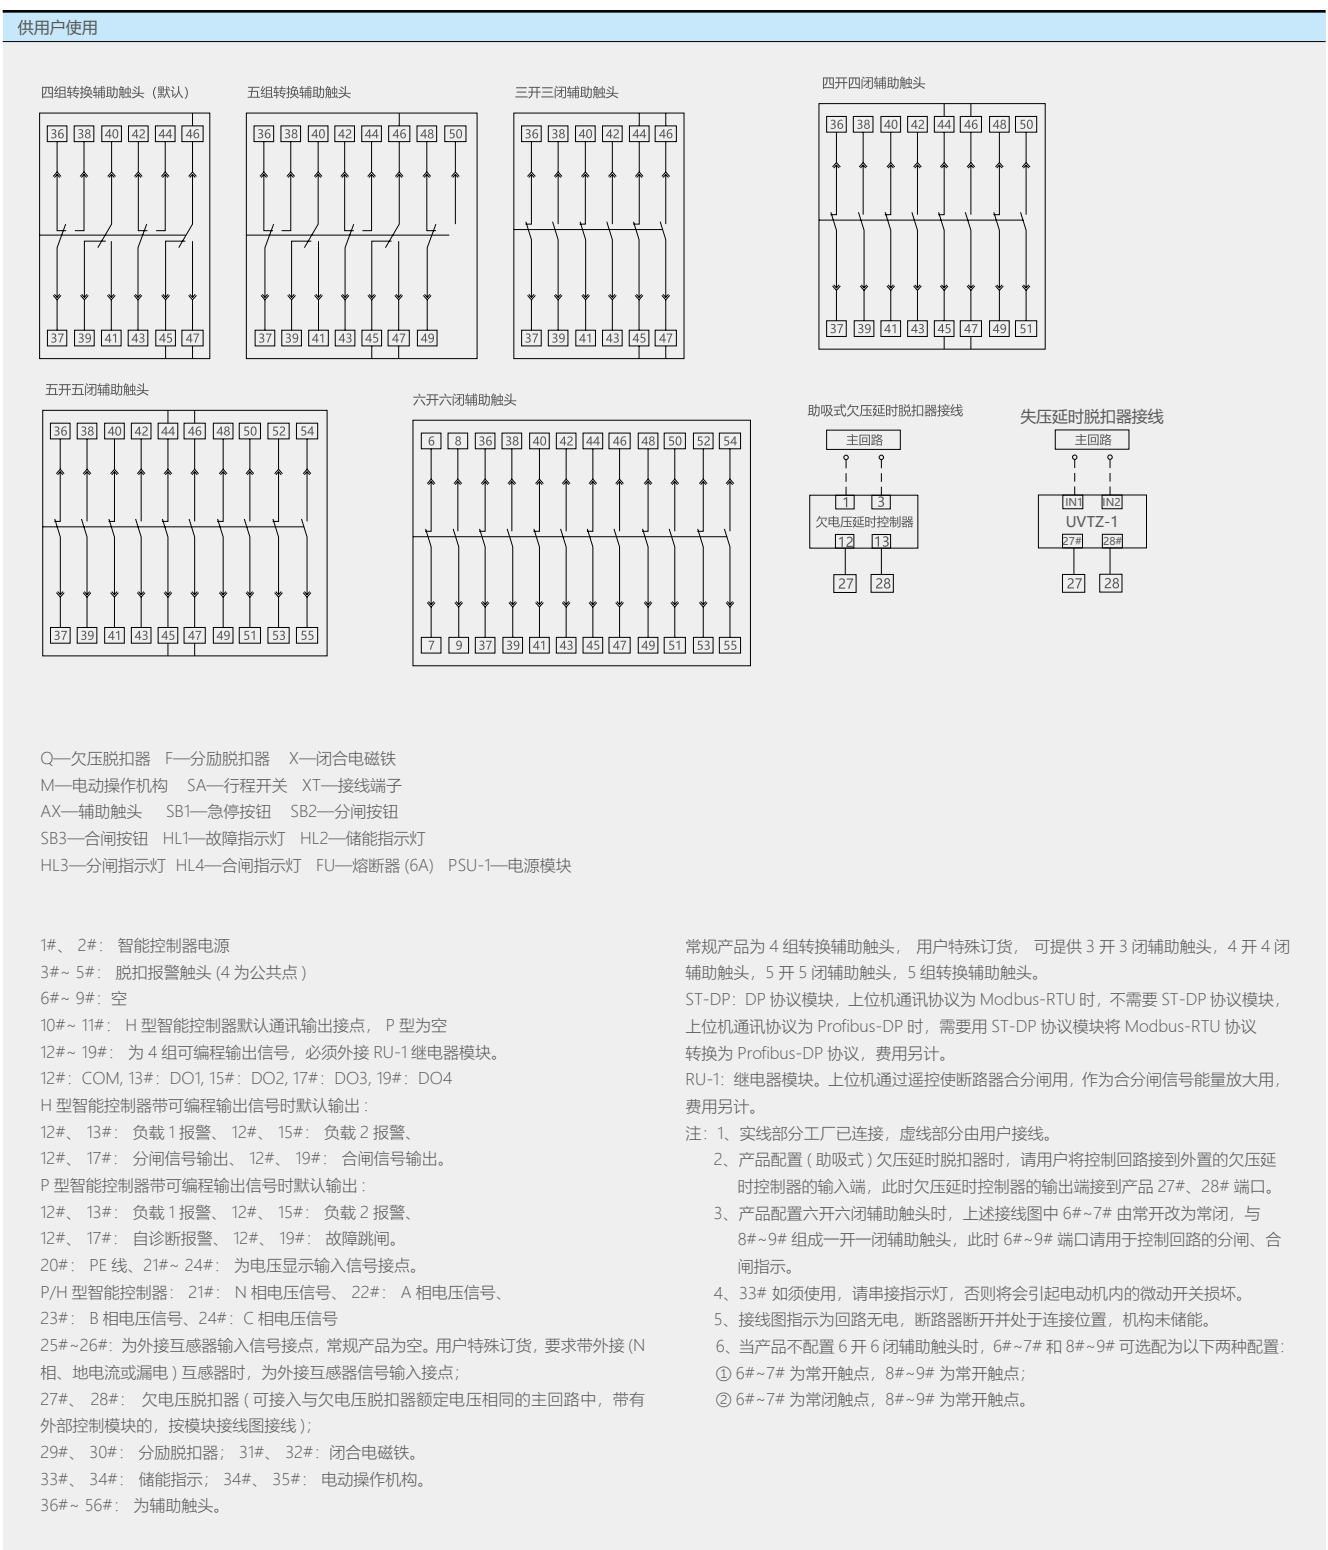 供用户使用
四组转换辅助触头（默认）
36 38 40 42 44 46
37 39 41 43 45 47
五组转换辅助触头
36 38 40 42 44 46 48 50
37 39 41 43 45 47 49
三开三闭辅助触头
36 38 40 42 44 46
37 39 41 43 45 47
四开四闭辅助触头
36 38 40 42 44 46 48 50
37 39 41 43 45 47 49 51
五开五闭辅助触头
36 38 40 42 44 46 48 50 52 54
37 39 41 43 45 47 49 51 53 55
六开六闭辅助触头
6 8 36 38 40 42 44 46 48 50 52 54
7 9 37 39 41 43 45 47 49 51 53 55
助吸式欠压延时脱扣器接线
主回路
1 3
欠电压延时控制器
12 13
27 28
失压延时脱扣器接线
主回路
IN1 IN2
UVTZ-1
27# 28#
27 28
Q—欠压脱扣器 F—分励脱扣器 X—闭合电磁铁
M—电动操作机构 SA—行程开关 XT—接线端子
AX—辅助触头 SB1—急停按钮 SB2—分闸按钮
SB3—合闸按钮 HL1—故障指示灯 HL2—储能指示灯
HL3—分闸指示灯 HL4—合闸指示灯 FU—熔断器 (6A) PSU-1—电源模块
1#、 2#： 智能控制器电源
3#~ 5#： 脱扣报警触头 (4 为公共点 )
6#~ 9#：空
10#~ 11#： H 型智能控制器默认通讯输出接点， P 型为空
12#~ 19#： 为 4 组可编程输出信号，必须外接 RU-1 继电器模块。
12#：COM, 13#：DO1, 15#：DO2, 17#：DO3, 19#：DO4
H 型智能控制器带可编程输出信号时默认输出 :
12#、 13#： 负载 1 报警、 12#、 15#： 负载 2 报警、
12#、 17#： 分闸信号输出、 12#、 19#： 合闸信号输出。
P 型智能控制器带可编程输出信号时默认输出 :
12#、 13#： 负载 1 报警、 12#、 15#： 负载 2 报警、
12#、 17#： 自诊断报警、 12#、 19#： 故障跳闸。
20#： PE 线、21#~ 24#： 为电压显示输入信号接点。
P/H 型智能控制器： 21#： N 相电压信号、 22#： A 相电压信号、
23#： B 相电压信号、24#：C 相电压信号
25#~26#：为外接互感器输入信号接点，常规产品为空。用户特殊订货，要求带外接 (N
相、地电流或漏电 ) 互感器时，为外接互感器信号输入接点；
27#、 28#： 欠电压脱扣器 ( 可接入与欠电压脱扣器额定电压相同的主回路中，带有
外部控制模块的，按模块接线图接线 )；
29#、 30#： 分励脱扣器； 31#、 32#：闭合电磁铁。
33#、 34#： 储能指示； 34#、 35#： 电动操作机构。
36#~ 56#： 为辅助触头。
常规产品为 4 组转换辅助触头， 用户特殊订货， 可提供 3 开 3 闭辅助触头，4 开 4 闭
辅助触头，5 开 5 闭辅助触头，5 组转换辅助触头。
ST-DP：DP 协议模块，上位机通讯协议为 Modbus-RTU 时，不需要 ST-DP 协议模块，
上位机通讯协议为 Profibus-DP 时，需要用 ST-DP 协议模块将 Modbus-RTU 协议
转换为 Profibus-DP 协议，费用另计。
RU-1：继电器模块。上位机通过遥控使断路器合分闸用，作为合分闸信号能量放大用，
费用另计。
注：1、实线部分工厂已连接，虚线部分由用户接线。
2、产品配置 ( 助吸式 ) 欠压延时脱扣器时，请用户将控制回路接到外置的欠压延
时控制器的输入端，此时欠压延时控制器的输出端接到产品 27#、28# 端口。
3、产品配置六开六闭辅助触头时，上述接线图中 6#~7# 由常开改为常闭，与
8#~9# 组成一开一闭辅助触头，此时 6#~9# 端口请用于控制回路的分闸、合
闸指示。
4、33# 如须使用，请串接指示灯，否则将会引起电动机内的微动开关损坏。
5、接线图指示为回路无电，断路器断开并处于连接位置，机构未储能。
6、当产品不配置 6 开 6 闭辅助触头时，6#~7# 和 8#~9# 可选配为以下两种配置：
① 6#~7# 为常开触点，8#~9# 为常开触点；
② 6#~7# 为常闭触点，8#~9# 为常开触点。